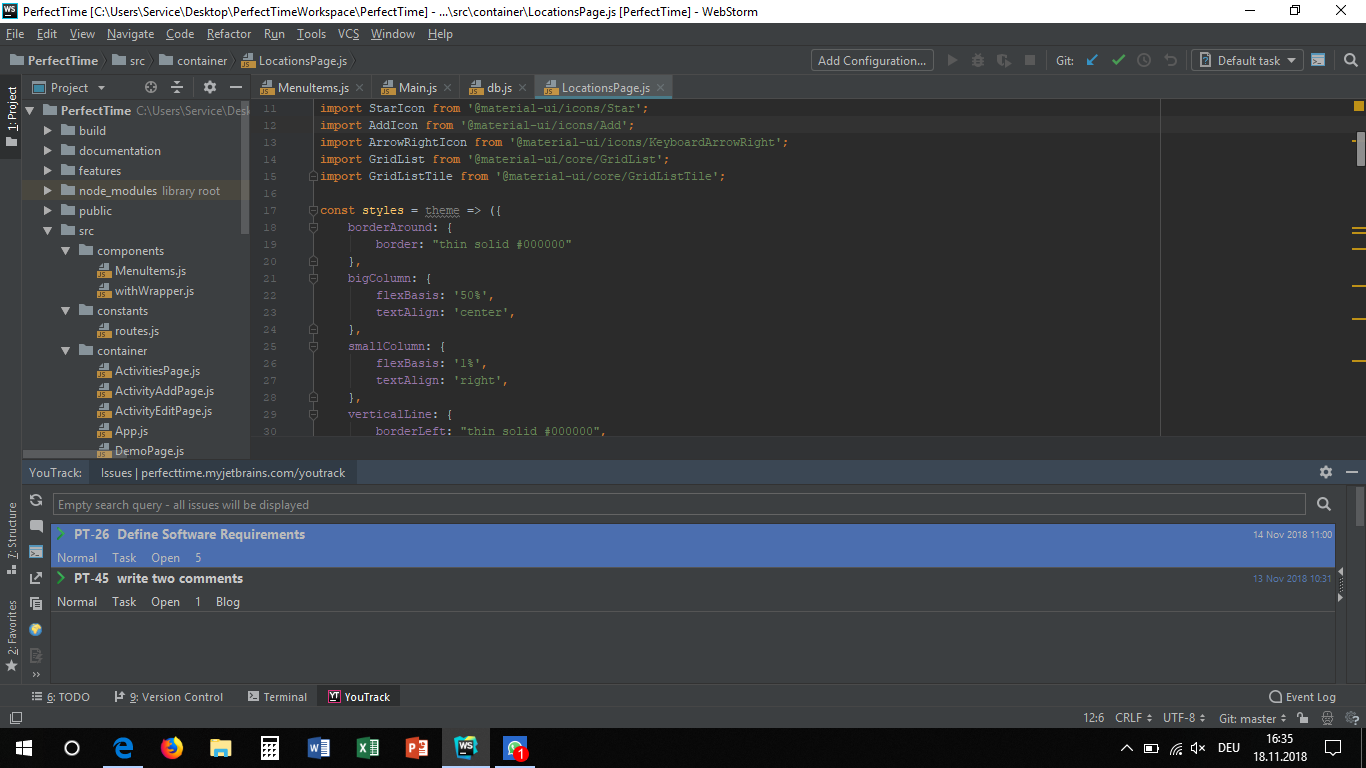 PerfectTime [C:\Users\Service\Desktop\PerfectTimeWorkspace\PerfectTime] - ...\src\container\LocationsPage.js [PerfectTime] - WebStorm
File Edit View Navigate Code Refactor Run Tools VCS Window Help
PerfectTime src container LocationsPage.js Add Configuration... Git: Default task
1: Project
Project
PerfectTime C:\Users\Service\Desk
build
documentation
features
node_modules library root
public
src
components
MenuItems.js
withWrapper.js
constants
routes.js
container
ActivitiesPage.js
ActivityAddPage.js
ActivityEditPage.js
App.js
DemoPage.js
MenuItems.js Main.js db.js LocationsPage.js
11 import StarIcon from '@material-ui/icons/Star';
12 import AddIcon from '@material-ui/icons/Add';
13 import ArrowRightIcon from '@material-ui/icons/KeyboardArrowRight';
14 import GridList from '@material-ui/core/GridList';
15 import GridListTile from '@material-ui/core/GridListTile';
16
17 const styles = theme => ({
18 borderAround: {
19 border: "thin solid #000000"
20 },
21 bigColumn: {
22 flexBasis: '50%',
23 textAlign: 'center',
24 },
25 smallColumn: {
26 flexBasis: '1%',
27 textAlign: 'right',
28 },
29 verticalLine: {
30 borderLeft: "thin solid #000000",
YouTrack: Issues | perfecttime.myjetbrains.com/youtrack
Empty search query - all issues will be displayed
PT-26 Define Software Requirements 14 Nov 2018 11:00
Normal Task Open 5
PT-45 write two comments 13 Nov 2018 10:31
Normal Task Open 1 Blog
7: Structure
2: Favorites
6: TODO 9: Version Control Terminal YouTrack Event Log
12:6 CRLF UTF-8 Git: master
DEU 16:35
18.11.2018
1